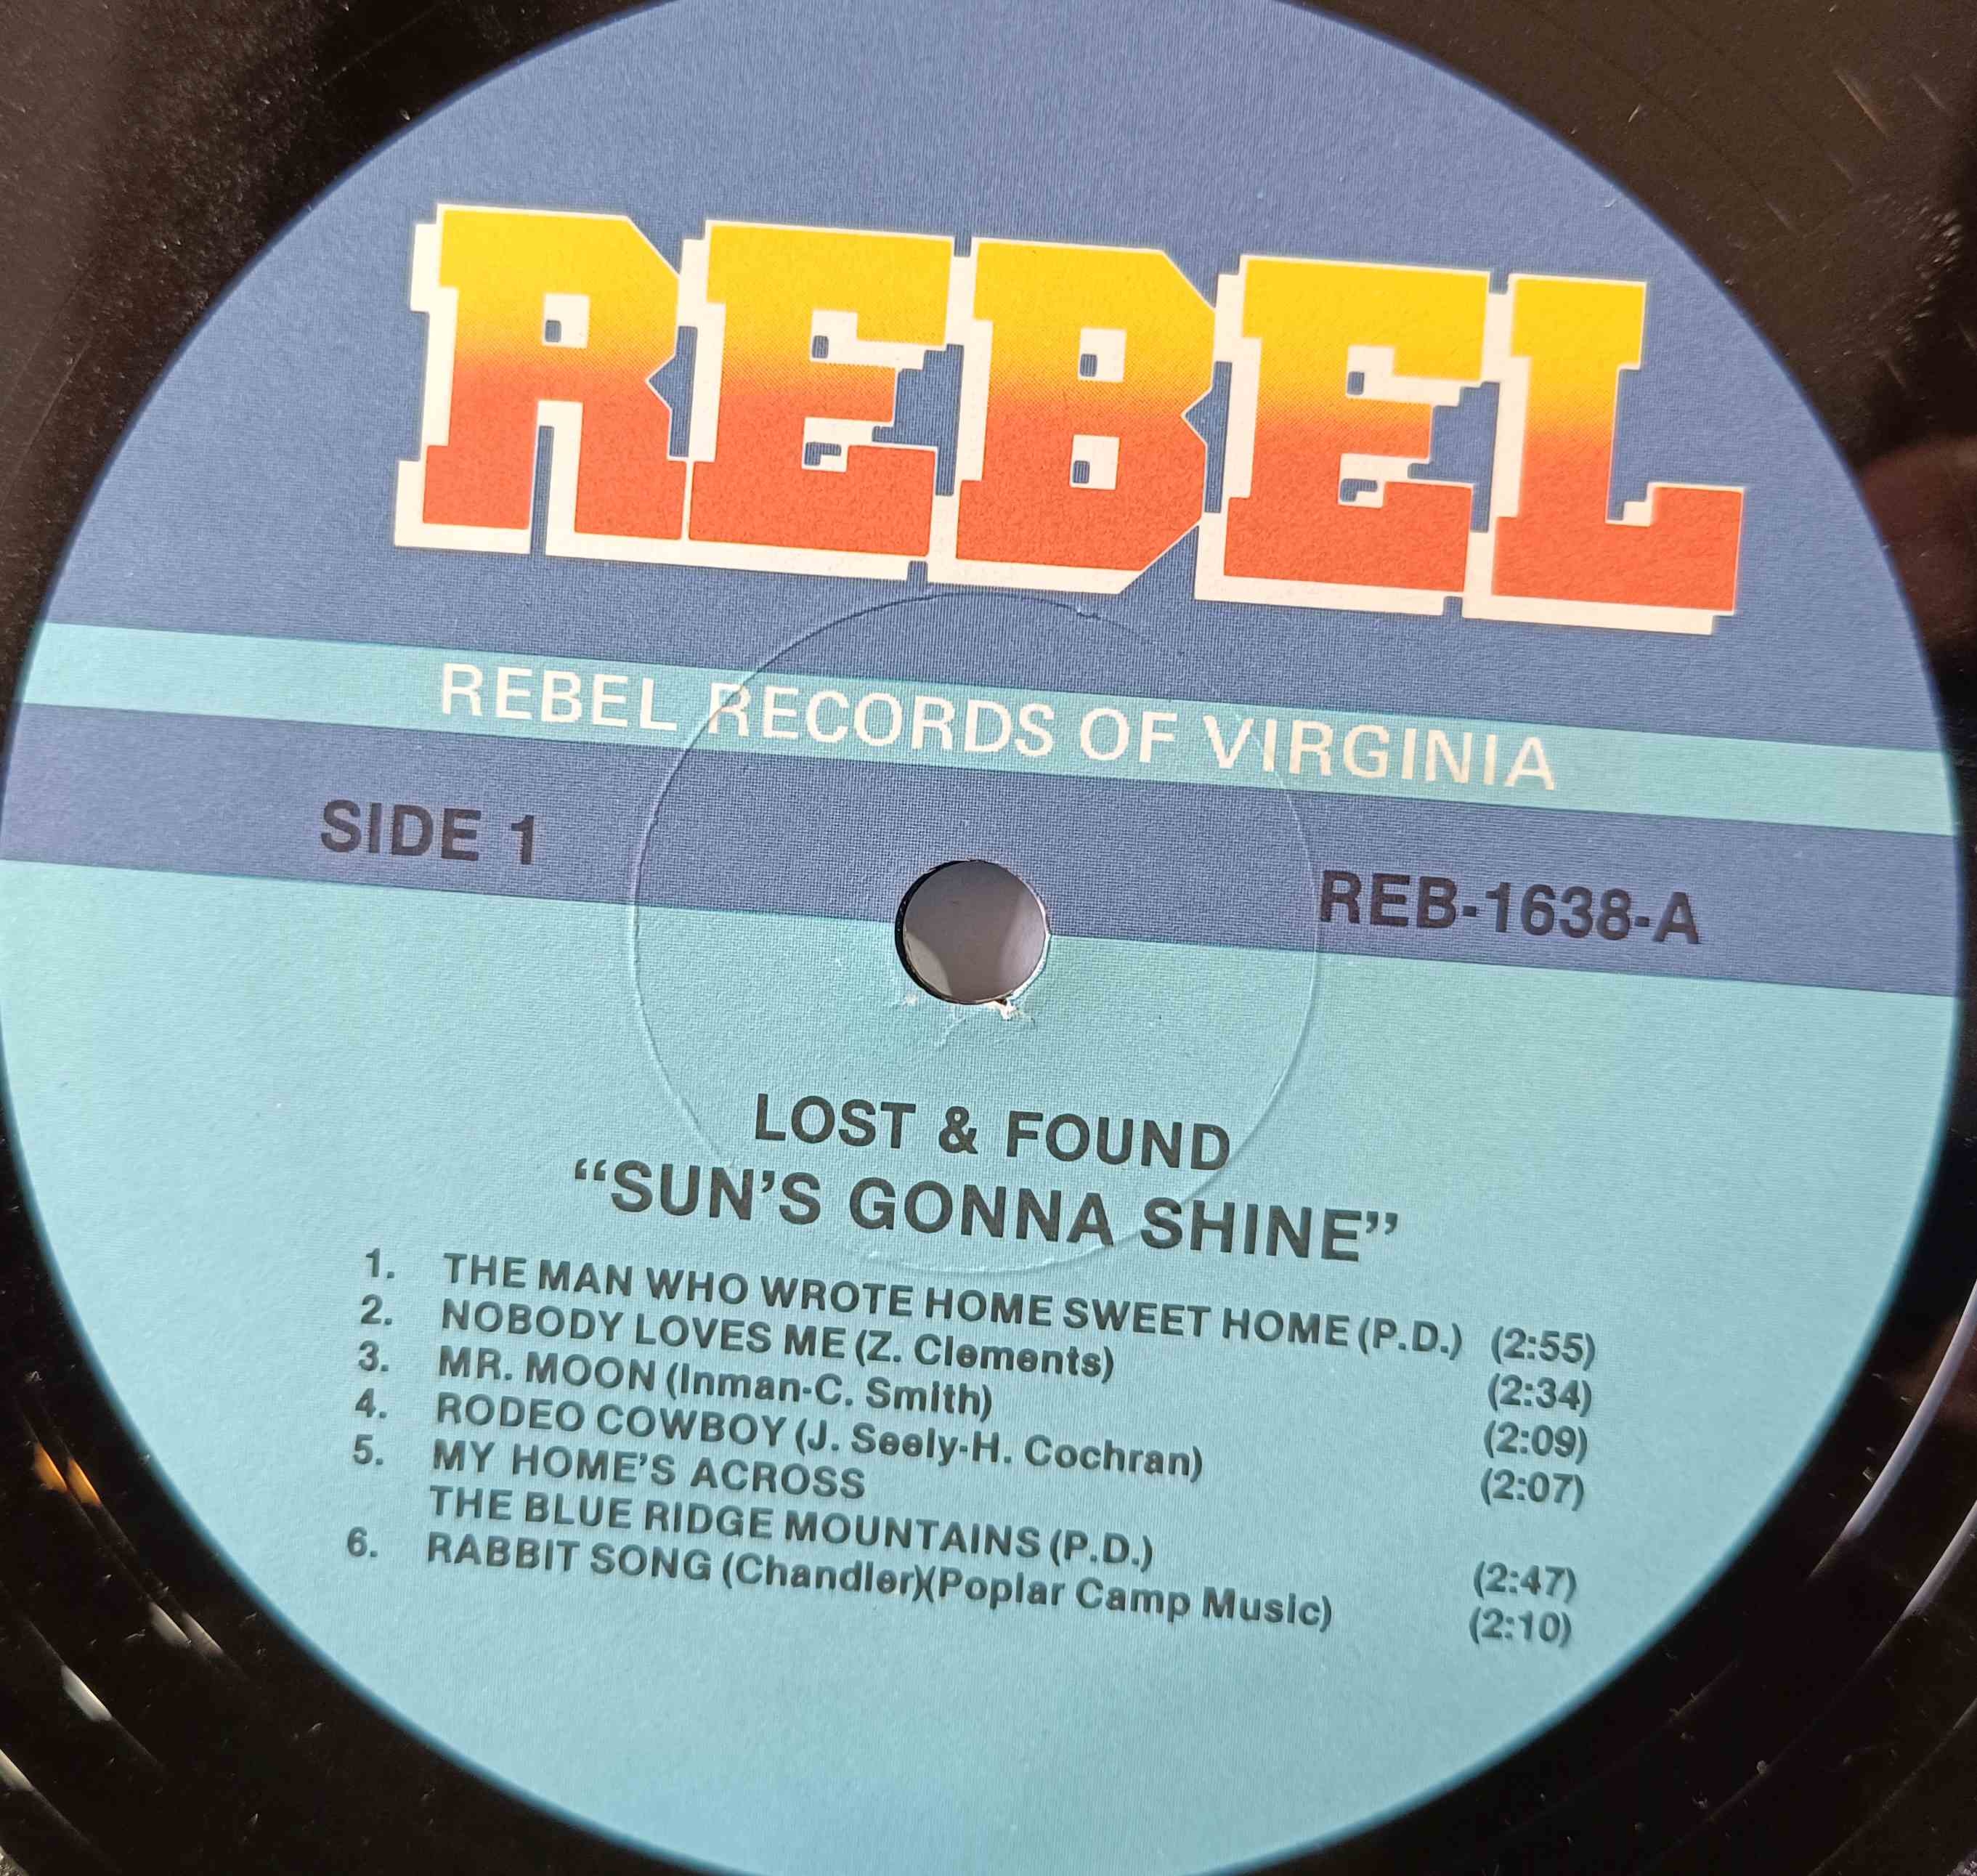 REBEL
REBEL RECORDS OF VIRGINIA
SIDE 1
REB-1638-A
LOST & FOUND
“SUN’S GONNA SHINE”
1. THE MAN WHO WROTE HOME SWEET HOME (P.D.) (2:55)
2. NOBODY LOVES ME (Z. Clements) (2:34)
3. MR. MOON (Inman-C. Smith) (2:09)
4. RODEO COWBOY (J. Seely-H. Cochran) (2:07)
5. MY HOME’S ACROSS
THE BLUE RIDGE MOUNTAINS (P.D.) (2:47)
6. RABBIT SONG (Chandler)(Poplar Camp Music) (2:10)